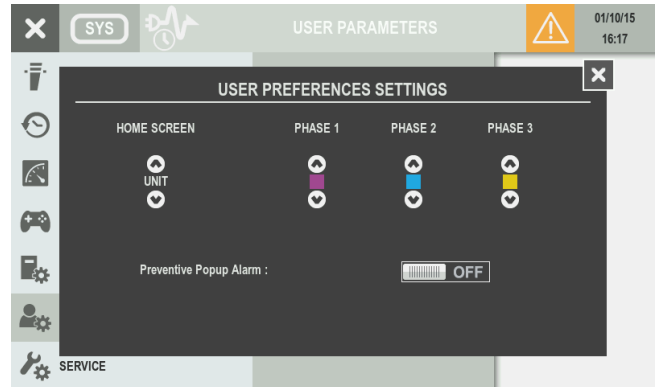 SYS
USER PARAMETERS
01/10/15
16:17
USER PREFERENCES SETTINGS
HOME SCREEN PHASE 1 PHASE 2 PHASE 3
UNIT
Preventive Popup Alarm : OFF
SERVICE